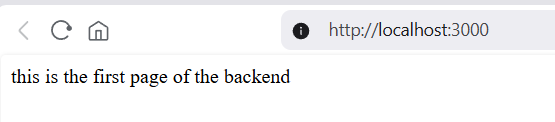 http://localhost:3000
this is the first page of the backend